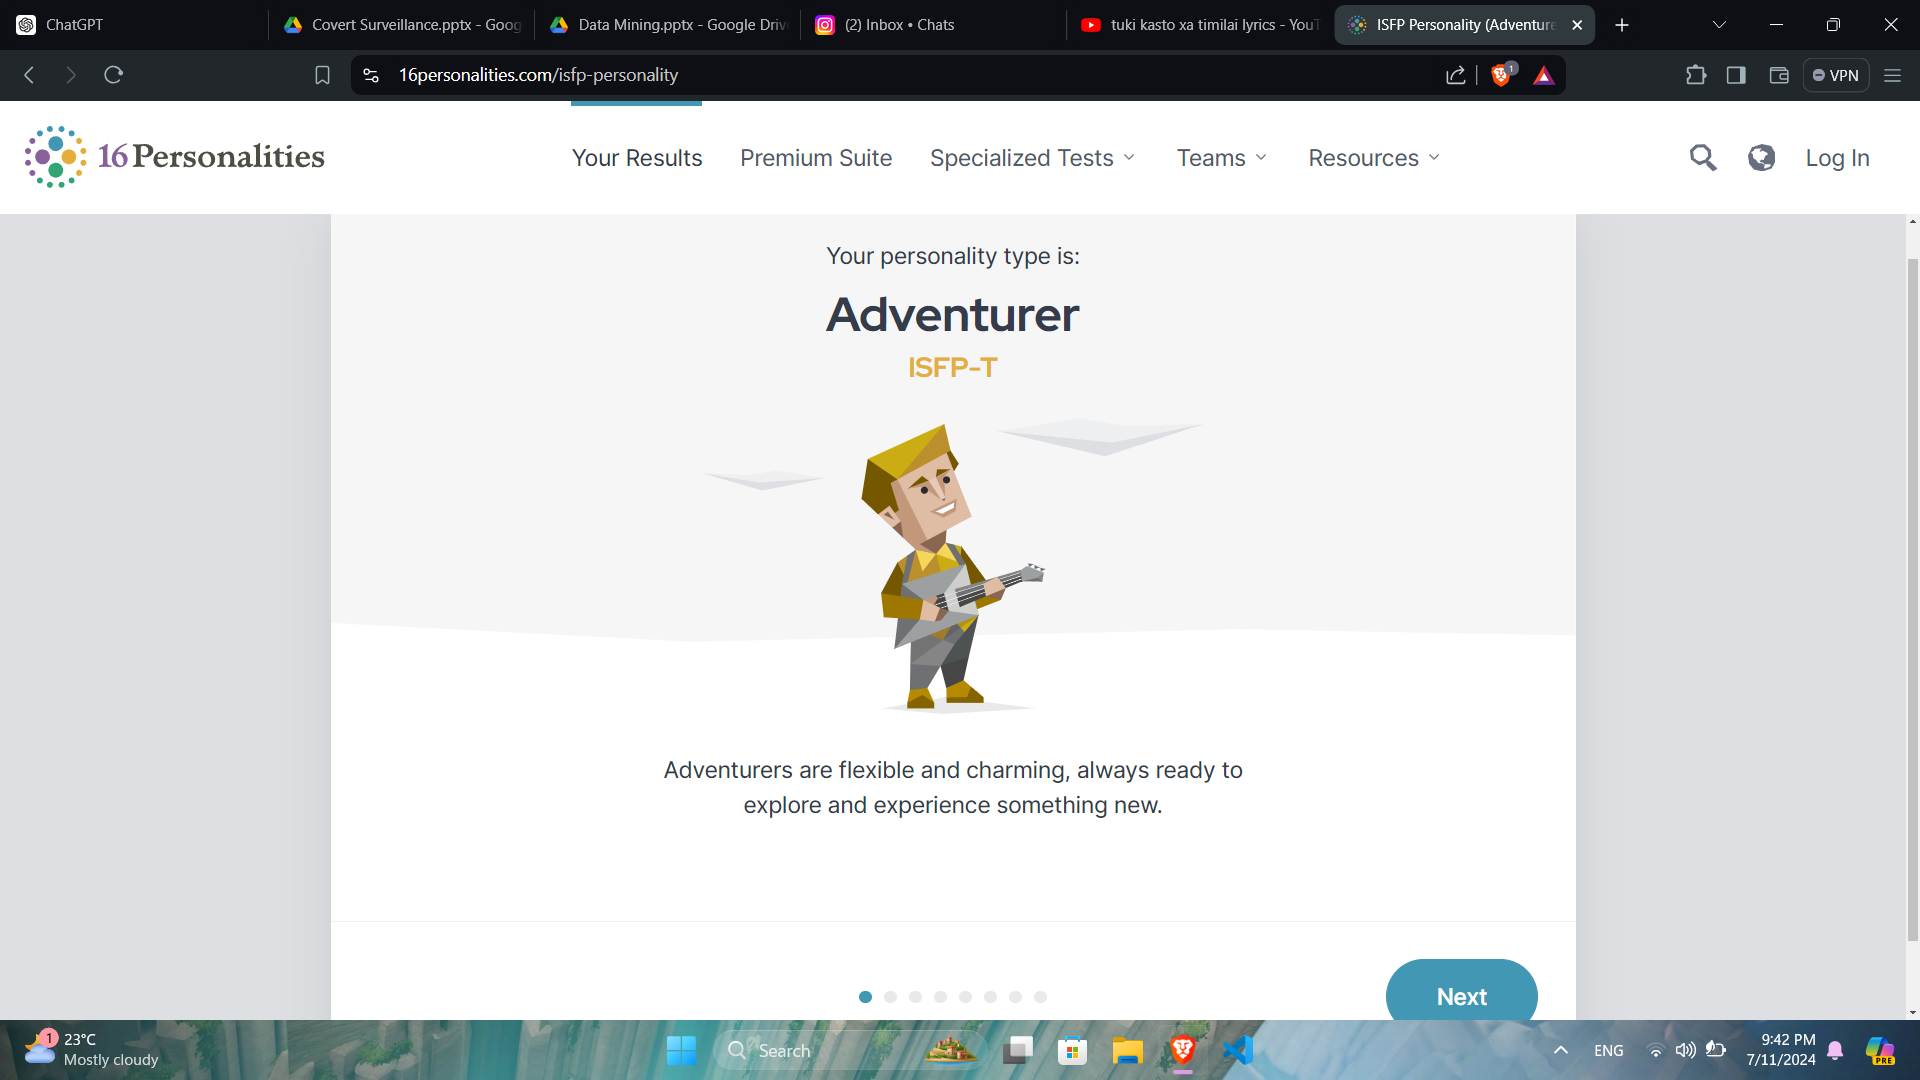 ChatGPT
Covert Surveillance.pptx - Goog
Data Mining.pptx - Google Driv
(2) Inbox • Chats
tuki kasto xa timilai lyrics - YouT
ISFP Personality (Adventure
16personalities.com/isfp-personality
1
VPN
16Personalities
Your Results
Premium Suite
Specialized Tests
Teams
Resources
Log In
Your personality type is:
Adventurer
ISFP-T
Adventurers are flexible and charming, always ready to
explore and experience something new.
Next
1
23°C
Mostly cloudy
Search
ENG
9:42 PM
7/11/2024
PRE